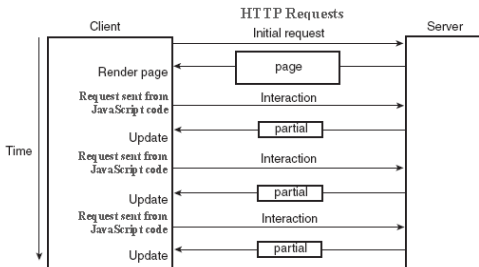 HTTP Requests
Client
Server
Initial request
page
Render page
Request sent from
JavaScript code
Interaction
partial
Update
Time
Request sent from
JavaScript code
Interaction
partial
Update
Request sent from
JavaScript code
Interaction
partial
Update